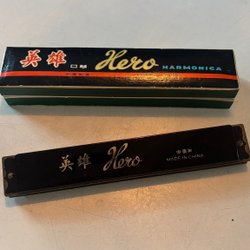 英雄 口琴 Hero HARMONICA
英雄 Hero
MADE IN CHINA